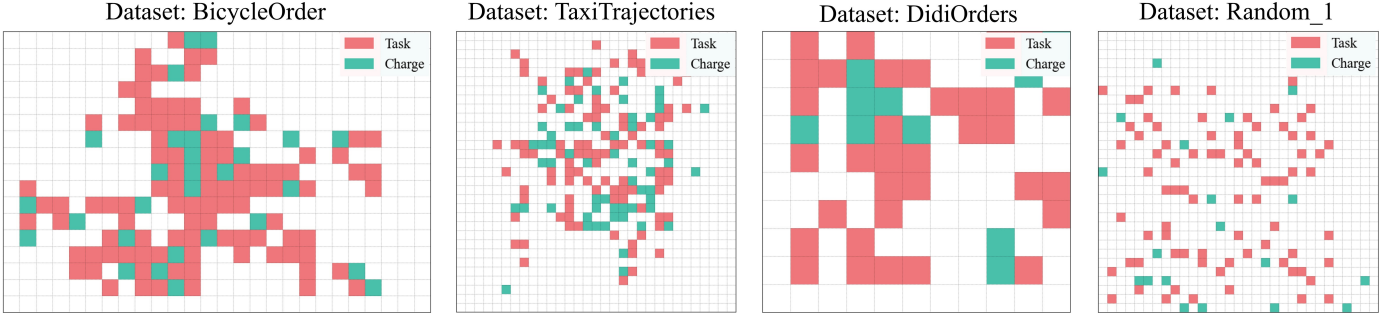 Dataset: BicycleOrder
Task
Charge
Dataset: TaxiTrajectories
Task
Charge
Dataset: DidiOrders
Task
Charge
Dataset: Random_1
Task
Charge